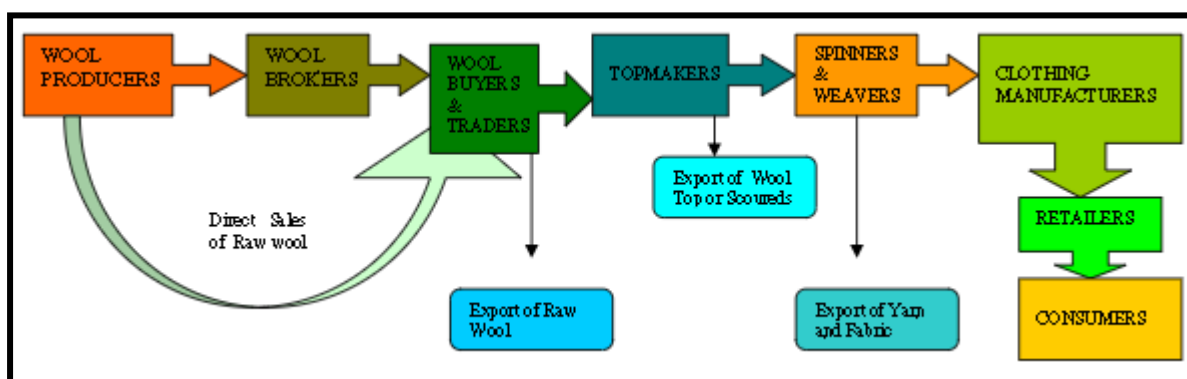 WOOL
PRODUCERS
WOOL
BROKERS
WOOL
BUYERS
&
TRADERS
TOPMAKERS
SPINNERS
&
WEAVERS
CLOTHING
MANUFACTURERS
Export of Wool
Top or Scoureds
Direct Sales
of Raw wool
RETAILERS
Export of Raw
Wool
Export of Yarn
and Fabric
CONSUMERS